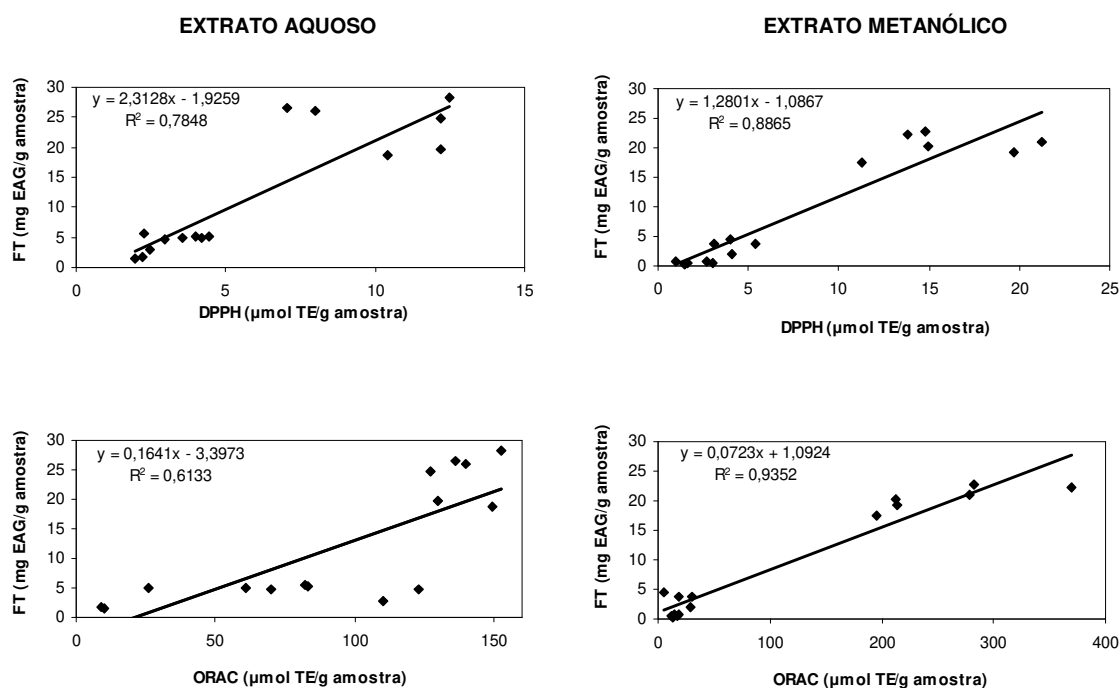 EXTRATO AQUOSO
EXTRATO METANÓLICO
y = 2,3128x - 1,9259
R² = 0,7848
FT (mg EAG/g amostra)
30
25
20
15
10
5
0
0 5 10 15
DPPH (µmol TE/g amostra)
y = 1,2801x - 1,0867
R² = 0,8865
FT (mg EAG/g amostra)
30
25
20
15
10
5
0
0 5 10 15 20 25
DPPH (µmol TE/g amostra)
y = 0,1641x - 3,3973
R² = 0,6133
FT (mg EAG/g amostra)
30
25
20
15
10
5
0
0 50 100 150
ORAC (µmol TE/g amostra)
y = 0,0723x + 1,0924
R² = 0,9352
FT (mg EAG/g amostra)
30
25
20
15
10
5
0
0 100 200 300 400
ORAC (µmol TE/g amostra)